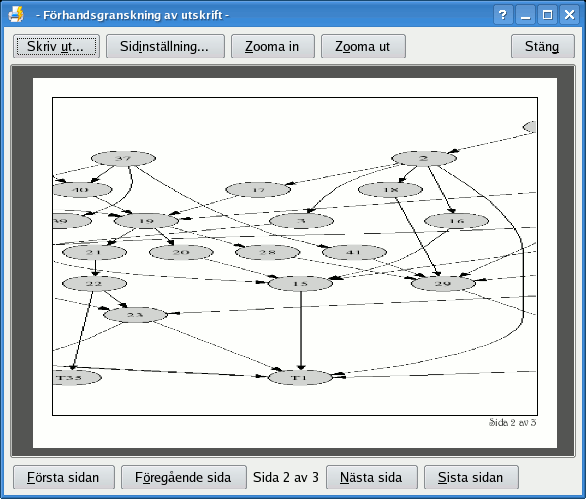 - Förhandsgranskning av utskrift -
Skriv ut... Sidinställning... Zooma in Zooma ut Stäng
37 2
40 17 18
39 19 3 16
21 20 28 41
22 15 29
23
T35 T1
Sida 2 av 3
Första sidan Föregående sida Sida 2 av 3 Nästa sida Sista sidan